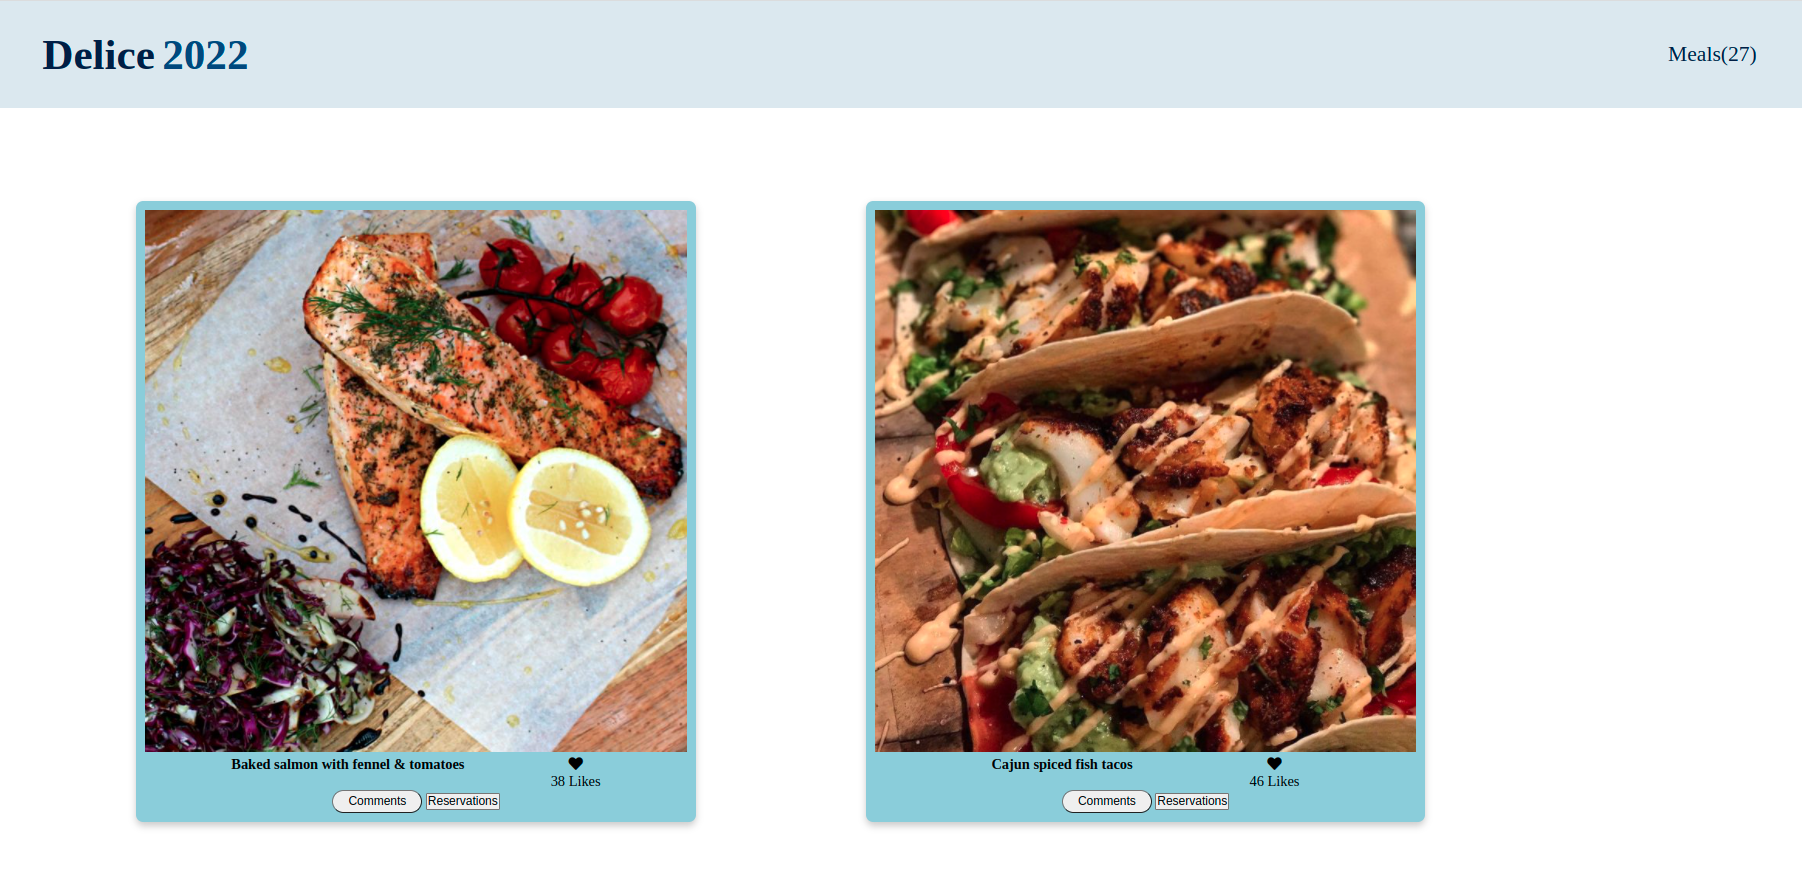 Delice 2022
Meals(27)
Baked salmon with fennel & tomatoes
38 Likes
Comments
Reservations
Cajun spiced fish tacos
46 Likes
Comments
Reservations